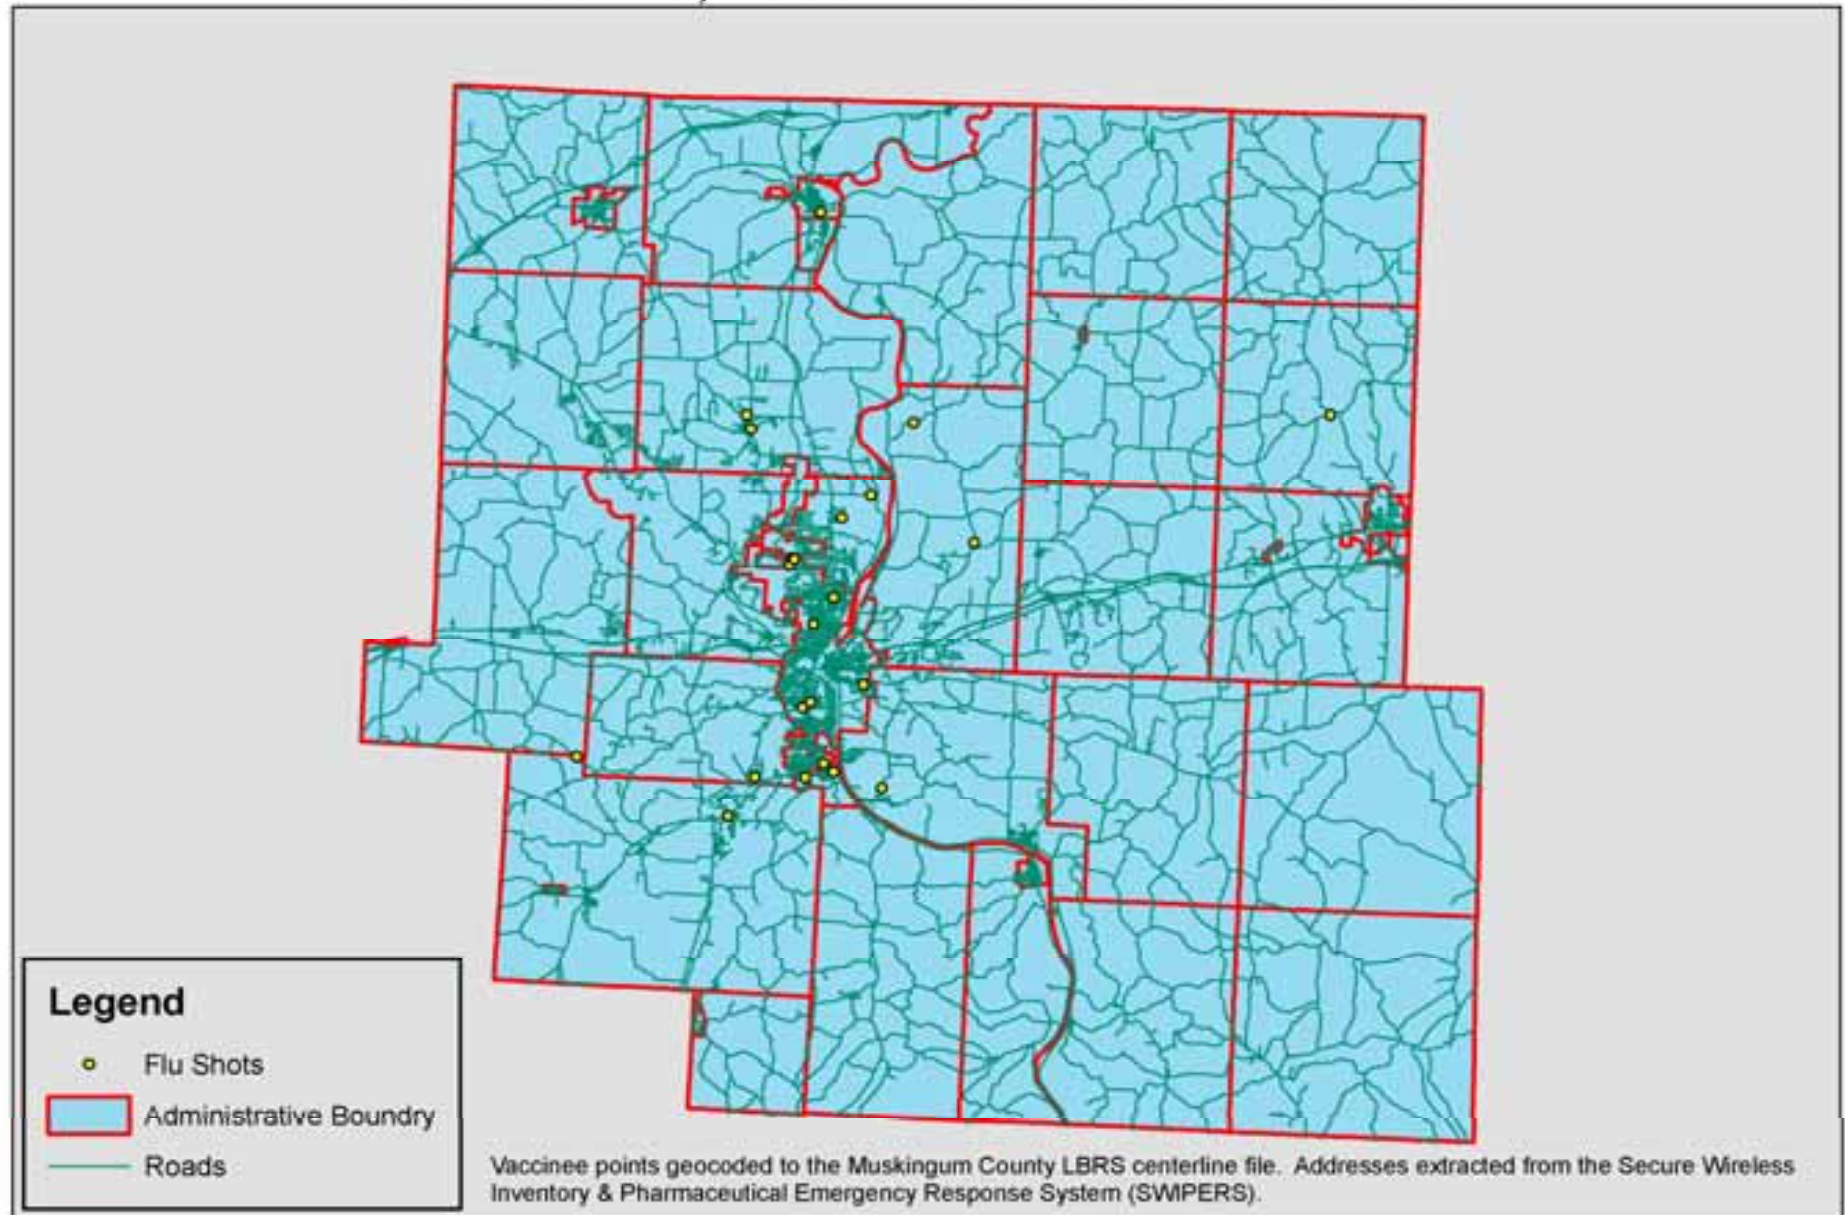 Legend
Flu Shots
Administrative Boundry
Roads
Vaccinee points geocoded to the Muskingum County LBRS centerline file. Addresses extracted from the Secure Wireless
Inventory & Pharmaceutical Emergency Response System (SWIPERS).